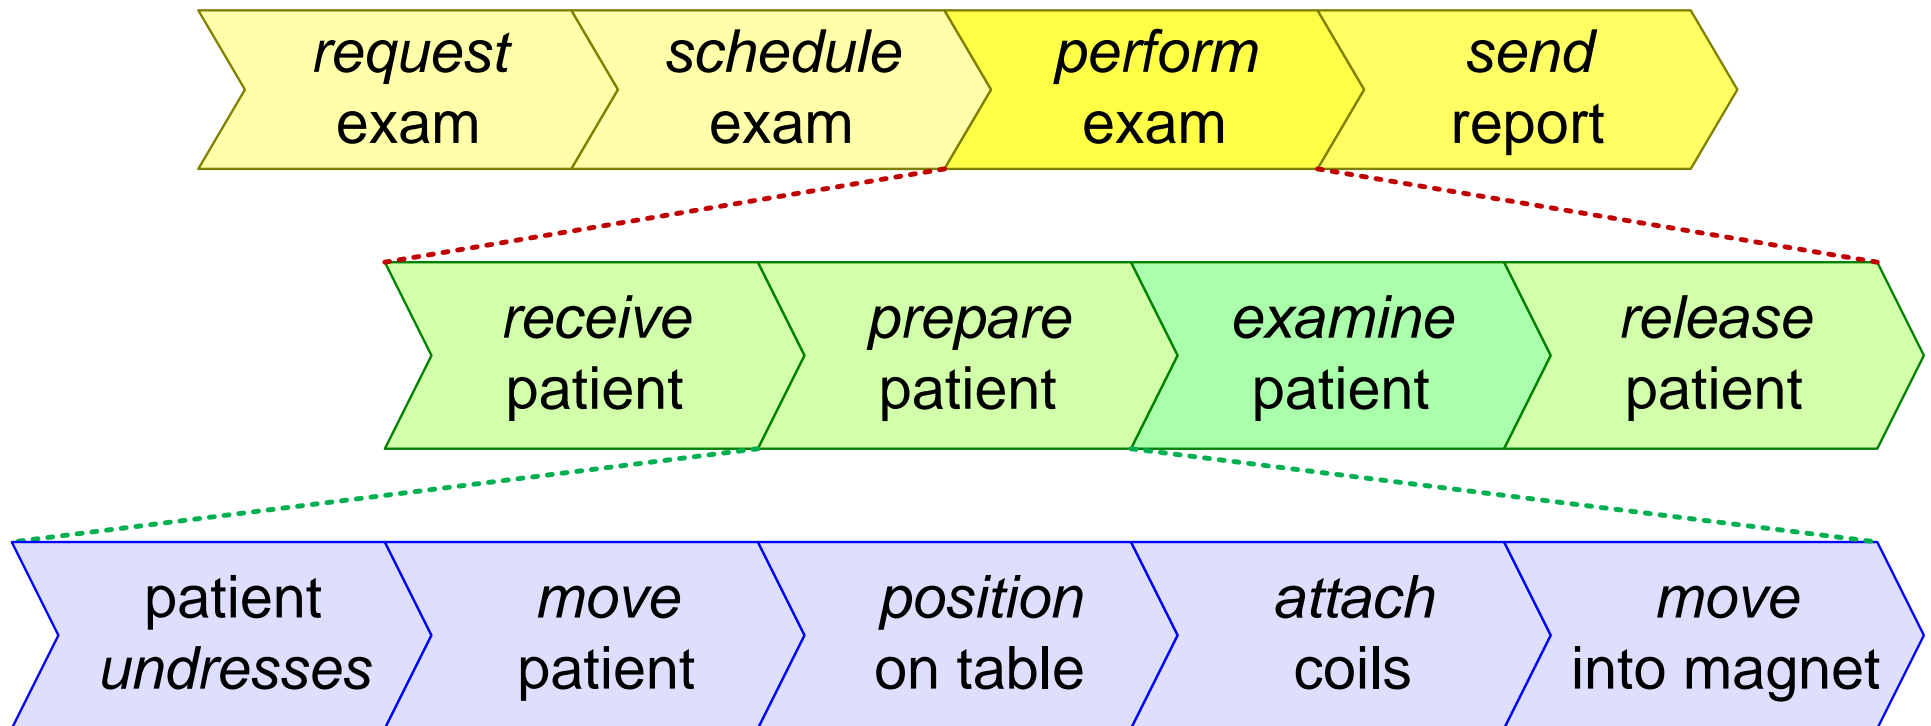 request
exam
schedule
exam
perform
exam
send
report
receive
patient
prepare
patient
examine
patient
release
patient
patient
undresses
move
patient
position
on table
attach
coils
move
into magnet